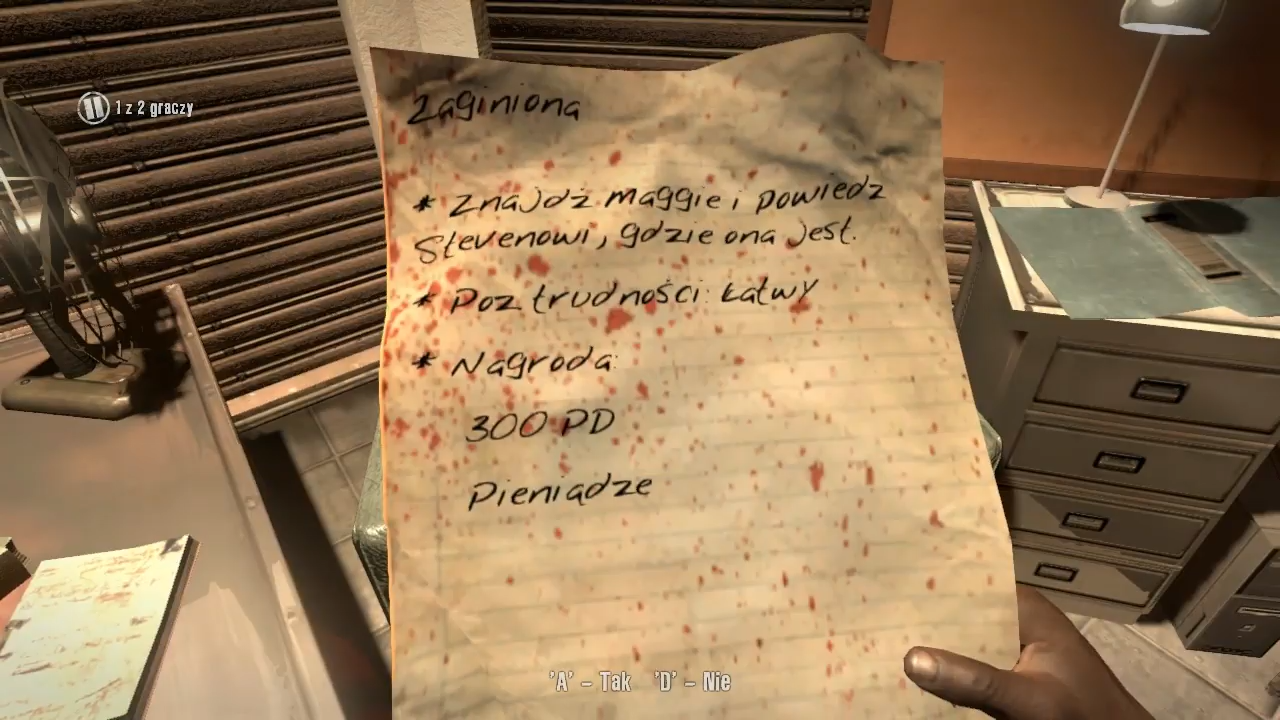 1 z 2 graczy
Zaginiona
* Znajdź maggie i powiedz
Stevenowi, gdzie ona jest.
* Poz trudności: Łatwy
* Nagroda:
300 PD
Pieniądze
'A' – Tak 'D' – Nie